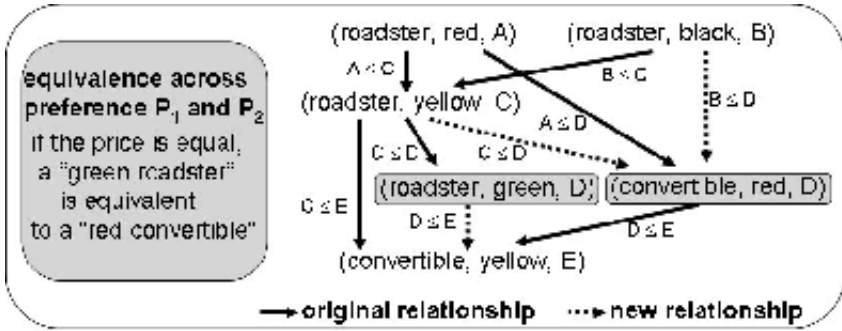 (roadster, red, A) (roadster, black, B)
equivalence across
preference P1 and P2
if the price is equal,
a "green roadster"
is equivalent
to a "red convertible"
A < C
B < C
(roadster, yellow C)
B ≤ D
A ≤ D
C ≤ D C ≤ D
(roadster, green, D) (convertible, red, D)
C ≤ E
D ≤ E D ≤ E
(convertible, yellow, E)
original relationship new relationship